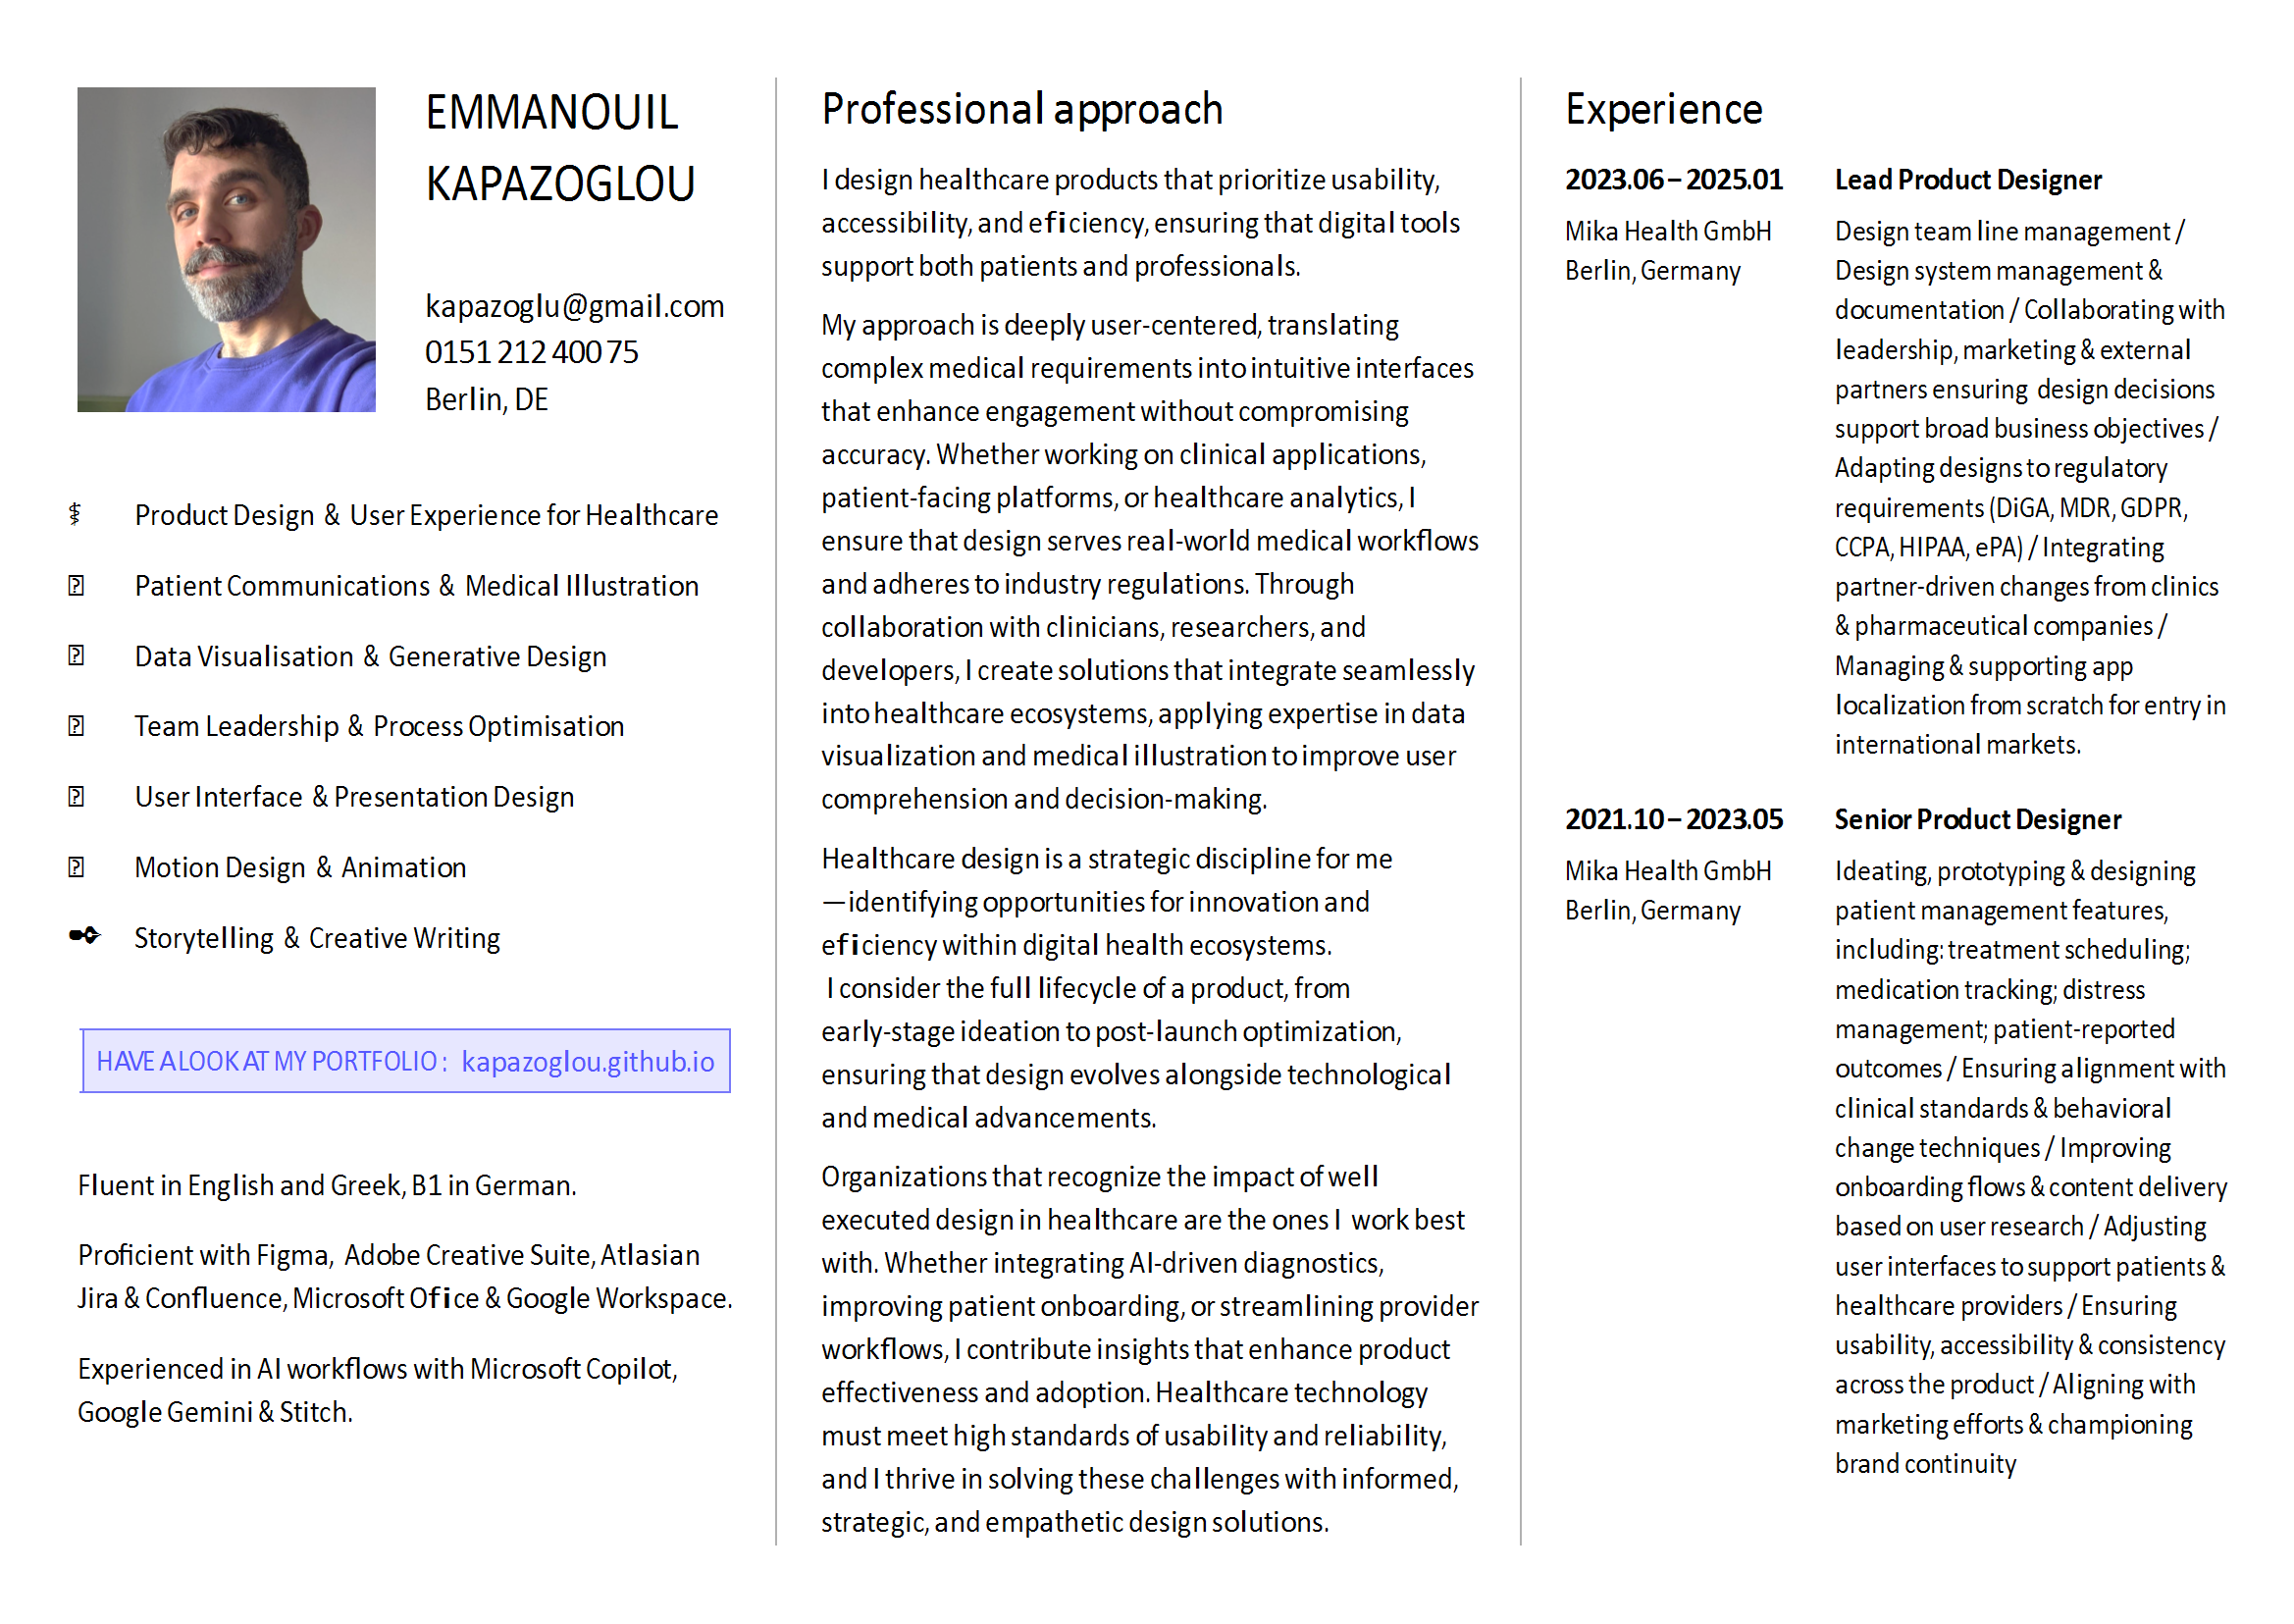 EMMANOUIL
KAPAZOGLOU
kapazoglu@gmail.com
0151 212 400 75
Berlin, DE
⚕ Product Design & User Experience for Healthcare
Patient Communications & Medical Illustration
Data Visualisation & Generative Design
Team Leadership & Process Optimisation
User Interface & Presentation Design
Motion Design & Animation
✒ Storytelling & Creative Writing
HAVE A LOOK AT MY PORTFOLIO : kapazoglou.github.io
Fluent in English and Greek, B1 in German.
Proficient with Figma, Adobe Creative Suite, Atlasian
Jira & Confluence, Microsoft Ofice & Google Workspace.
Experienced in AI workflows with Microsoft Copilot,
Google Gemini & Stitch.
Professional approach
I design healthcare products that prioritize usability,
accessibility, and eficiency, ensuring that digital tools
support both patients and professionals.
My approach is deeply user-centered, translating
complex medical requirements into intuitive interfaces
that enhance engagement without compromising
accuracy. Whether working on clinical applications,
patient-facing platforms, or healthcare analytics, I
ensure that design serves real-world medical workflows
and adheres to industry regulations. Through
collaboration with clinicians, researchers, and
developers, I create solutions that integrate seamlessly
into healthcare ecosystems, applying expertise in data
visualization and medical illustration to improve user
comprehension and decision-making.
Healthcare design is a strategic discipline for me
—identifying opportunities for innovation and
eficiency within digital health ecosystems.
I consider the full lifecycle of a product, from
early-stage ideation to post-launch optimization,
ensuring that design evolves alongside technological
and medical advancements.
Organizations that recognize the impact of well
executed design in healthcare are the ones I work best
with. Whether integrating AI-driven diagnostics,
improving patient onboarding, or streamlining provider
workflows, I contribute insights that enhance product
effectiveness and adoption. Healthcare technology
must meet high standards of usability and reliability,
and I thrive in solving these challenges with informed,
strategic, and empathetic design solutions.
Experience
2023.06 – 2025.01
Mika Health GmbH
Berlin, Germany
Lead Product Designer
Design team line management /
Design system management &
documentation / Collaborating with
leadership, marketing & external
partners ensuring design decisions
support broad business objectives /
Adapting designs to regulatory
requirements (DiGA, MDR, GDPR,
CCPA, HIPAA, ePA) / Integrating
partner-driven changes from clinics
& pharmaceutical companies /
Managing & supporting app
localization from scratch for entry in
international markets.
2021.10 – 2023.05
Mika Health GmbH
Berlin, Germany
Senior Product Designer
Ideating, prototyping & designing
patient management features,
including: treatment scheduling;
medication tracking; distress
management; patient-reported
outcomes / Ensuring alignment with
clinical standards & behavioral
change techniques / Improving
onboarding flows & content delivery
based on user research / Adjusting
user interfaces to support patients &
healthcare providers / Ensuring
usability, accessibility & consistency
across the product / Aligning with
marketing efforts & championing
brand continuity